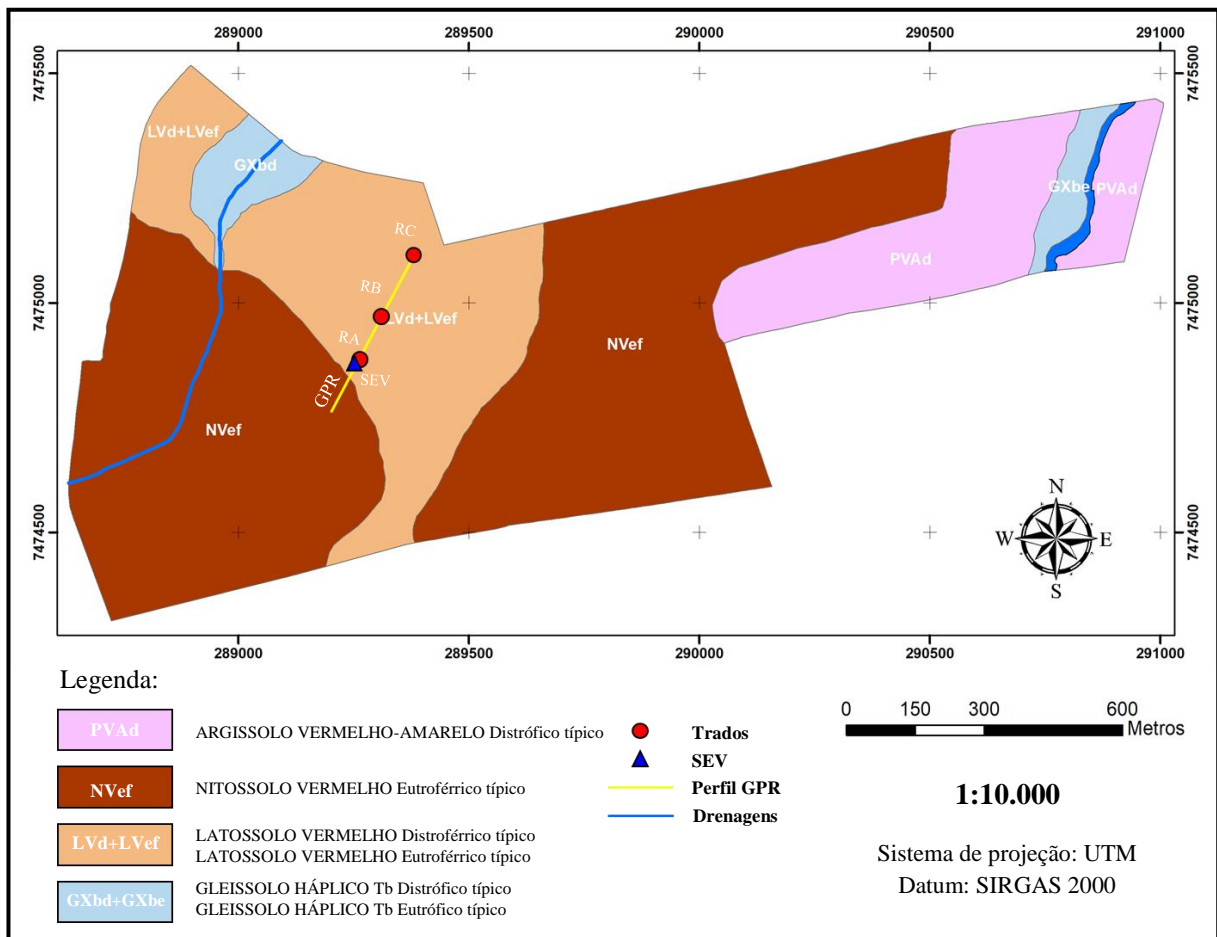 289000 289500 290000 290500 291000
7475500 7475500
LVd+LVef
GXbd
GXbe
PVAd
RC
PVAd
RB
7475000 7475000
LVd+LVef
RA
NVef
SEV
GPR
NVef
N
W E
S
7474500 7474500
289000 289500 290000 290500 291000
Legenda:
PVAd ARGISSOLO VERMELHO-AMARELO Distrófico típico
NVef NITOSSOLO VERMELHO Eutroférrico típico
LVd+LVef LATOSSOLO VERMELHO Distroférrico típico
LATOSSOLO VERMELHO Eutroférrico típico
GXbd+GXbe GLEISSOLO HÁPLICO Tb Distrófico típico
GLEISSOLO HÁPLICO Tb Eutrófico típico
Trados
SEV
Perfil GPR
Drenagens
0 150 300 600
Metros
1:10.000
Sistema de projeção: UTM
Datum: SIRGAS 2000